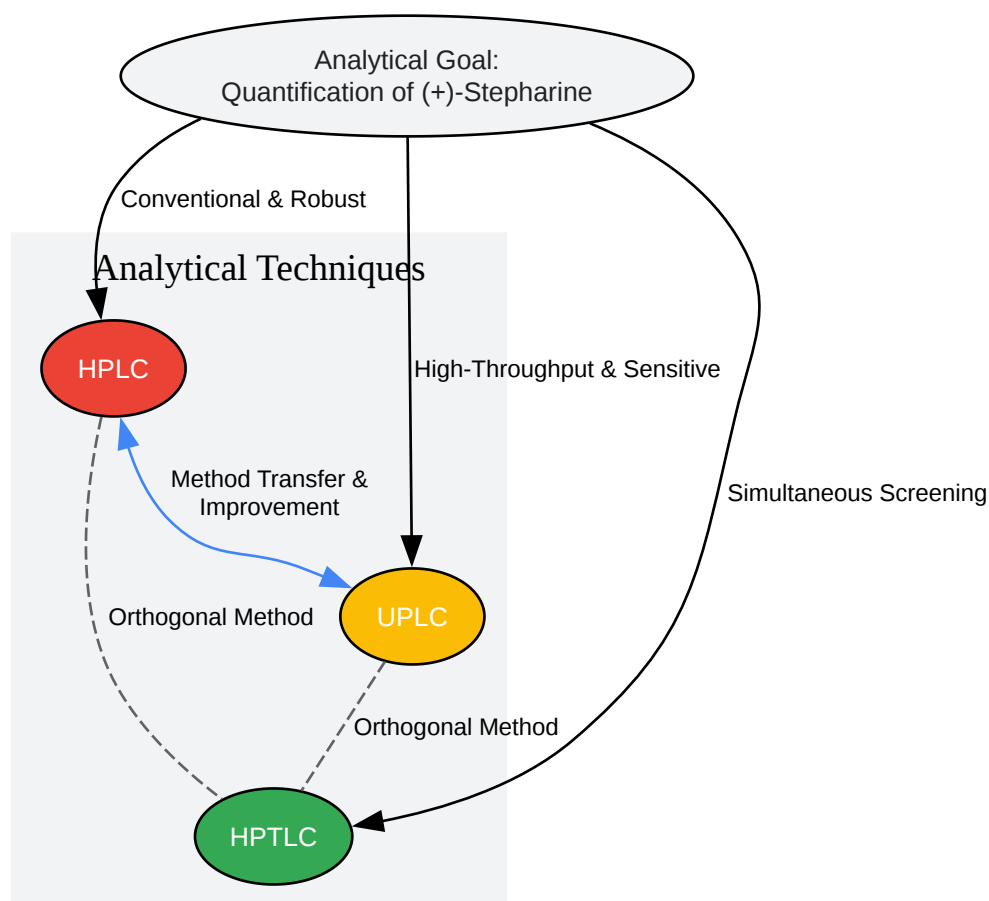 Analytical Goal:
Quantification of (+)-Stepharine
Conventional & Robust
Analytical Techniques
HPLC
High-Throughput & Sensitive
Method Transfer &
Improvement
Simultaneous Screening
Orthogonal Method
UPLC
Orthogonal Method
HPTLC